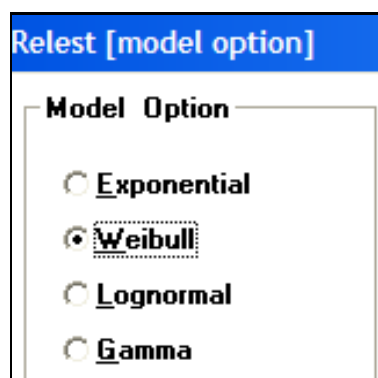 Relest [model option]
Model Option
Exponential
Weibull
Lognormal
Gamma